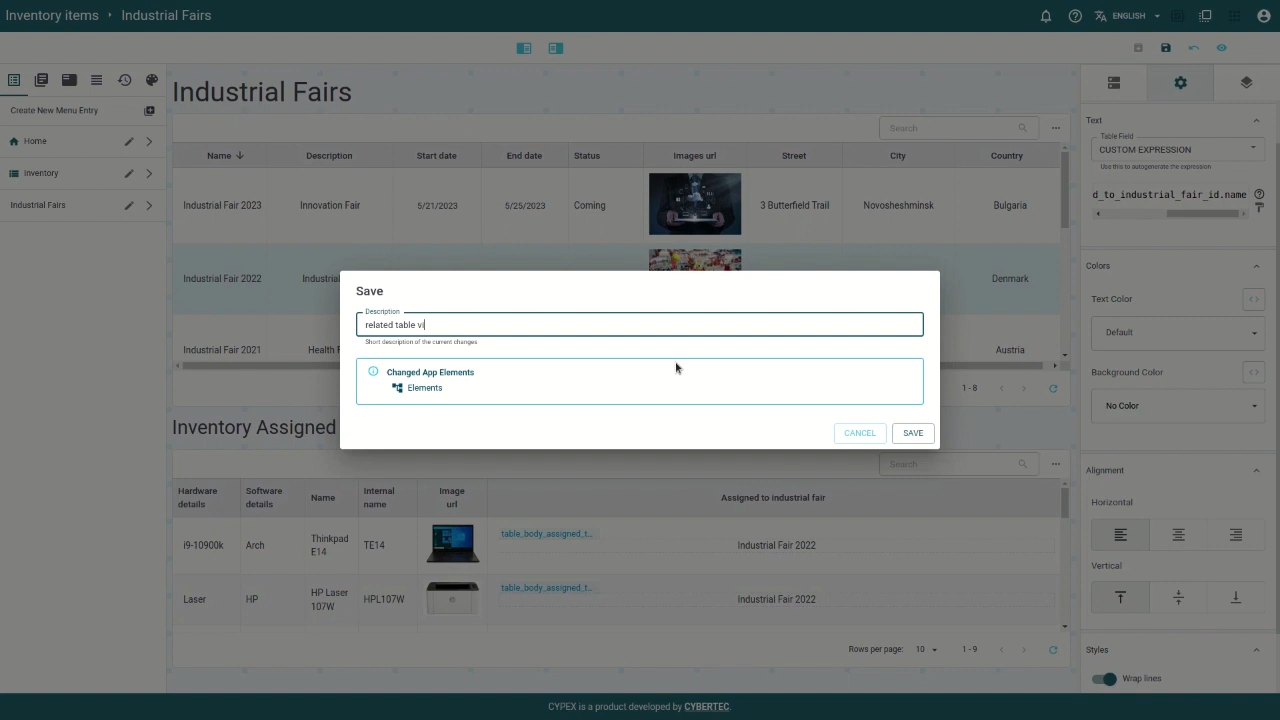 Inventory items › Industrial Fairs
ENGLISH
Create New Menu Entry
Home
Inventory
Industrial Fairs
Industrial Fairs
Search
Name Description Start date End date Status Images url Street City Country
Industrial Fair 2023 Innovation Fair 5/21/2023 5/25/2023 Coming 3 Butterfield Trail Novosheshminsk Bulgaria
Industrial Fair 2022 Denmark
Industrial Fair 2021 Austria
1 - 8
Save
Description
related table vi
Short description of the current changes
Changed App Elements
Elements
CANCEL SAVE
Inventory Assigned
Search
Hardware details Software details Name Internal name Image url Assigned to industrial fair
i9-10900k Arch Thinkpad E14 TE14 table_body_assigned_t... Industrial Fair 2022
Laser HP HP Laser 107W HPL107W table_body_assigned_t... Industrial Fair 2022
Rows per page: 10 1 - 9
Text
Table Field
CUSTOM EXPRESSION
Use this to autogenerate the expression.
d_to_industrial_fair_id.name
Colors
Text Color
Default
Background Color
No Color
Alignment
Horizontal
Vertical
Styles
Wrap lines
CYPEX is a product developed by CYBERTEC.